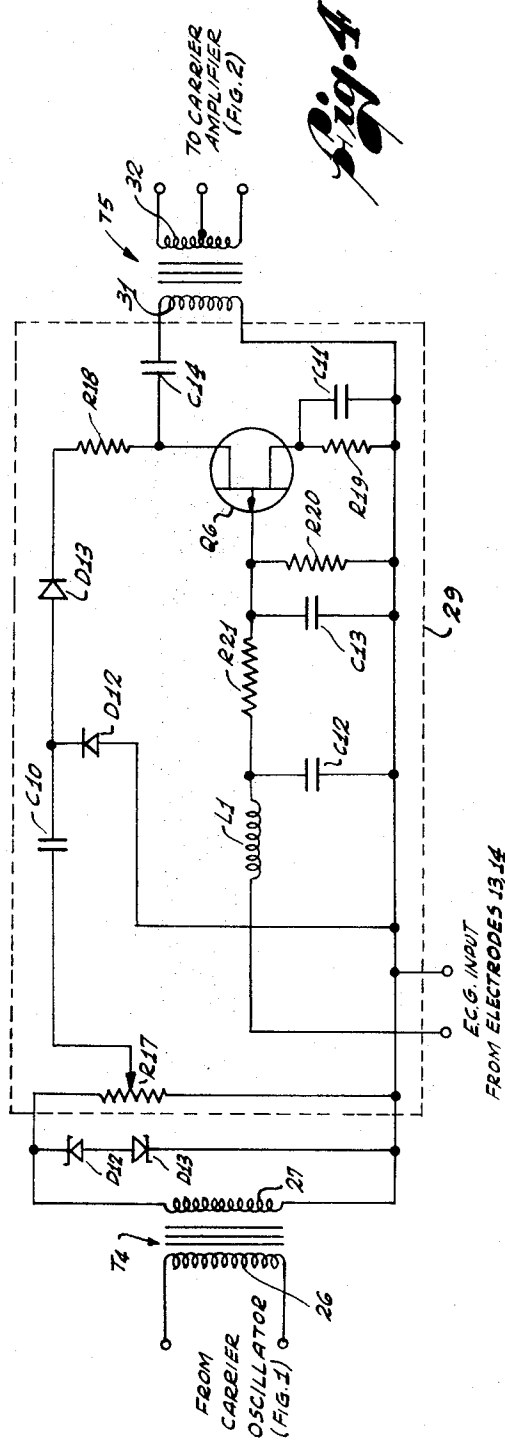 Fig. 4
FROM
CARRIER
OSCILLATOR
(FIG. 1)
26
T4
27
D12
D13
R17
C10
D12
D13
R18
L1
C12
R21
C13
R20
Q6
R19
C11
C14
29
31
T5
32
TO CARRIER
AMPLIFIER
(FIG. 2)
E.C.G. INPUT
FROM ELECTRODES 13,14